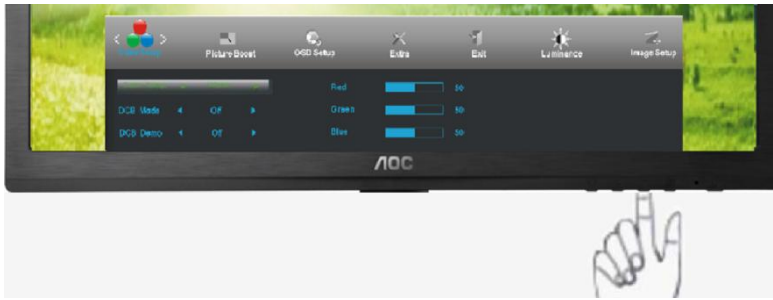 Picture Boost
OSD Setup
Extra
Exit
Luminance
Image Setup
Red 50
DCB Mode Off
Green 50
DCB Demo Off
Blue 50
AOC